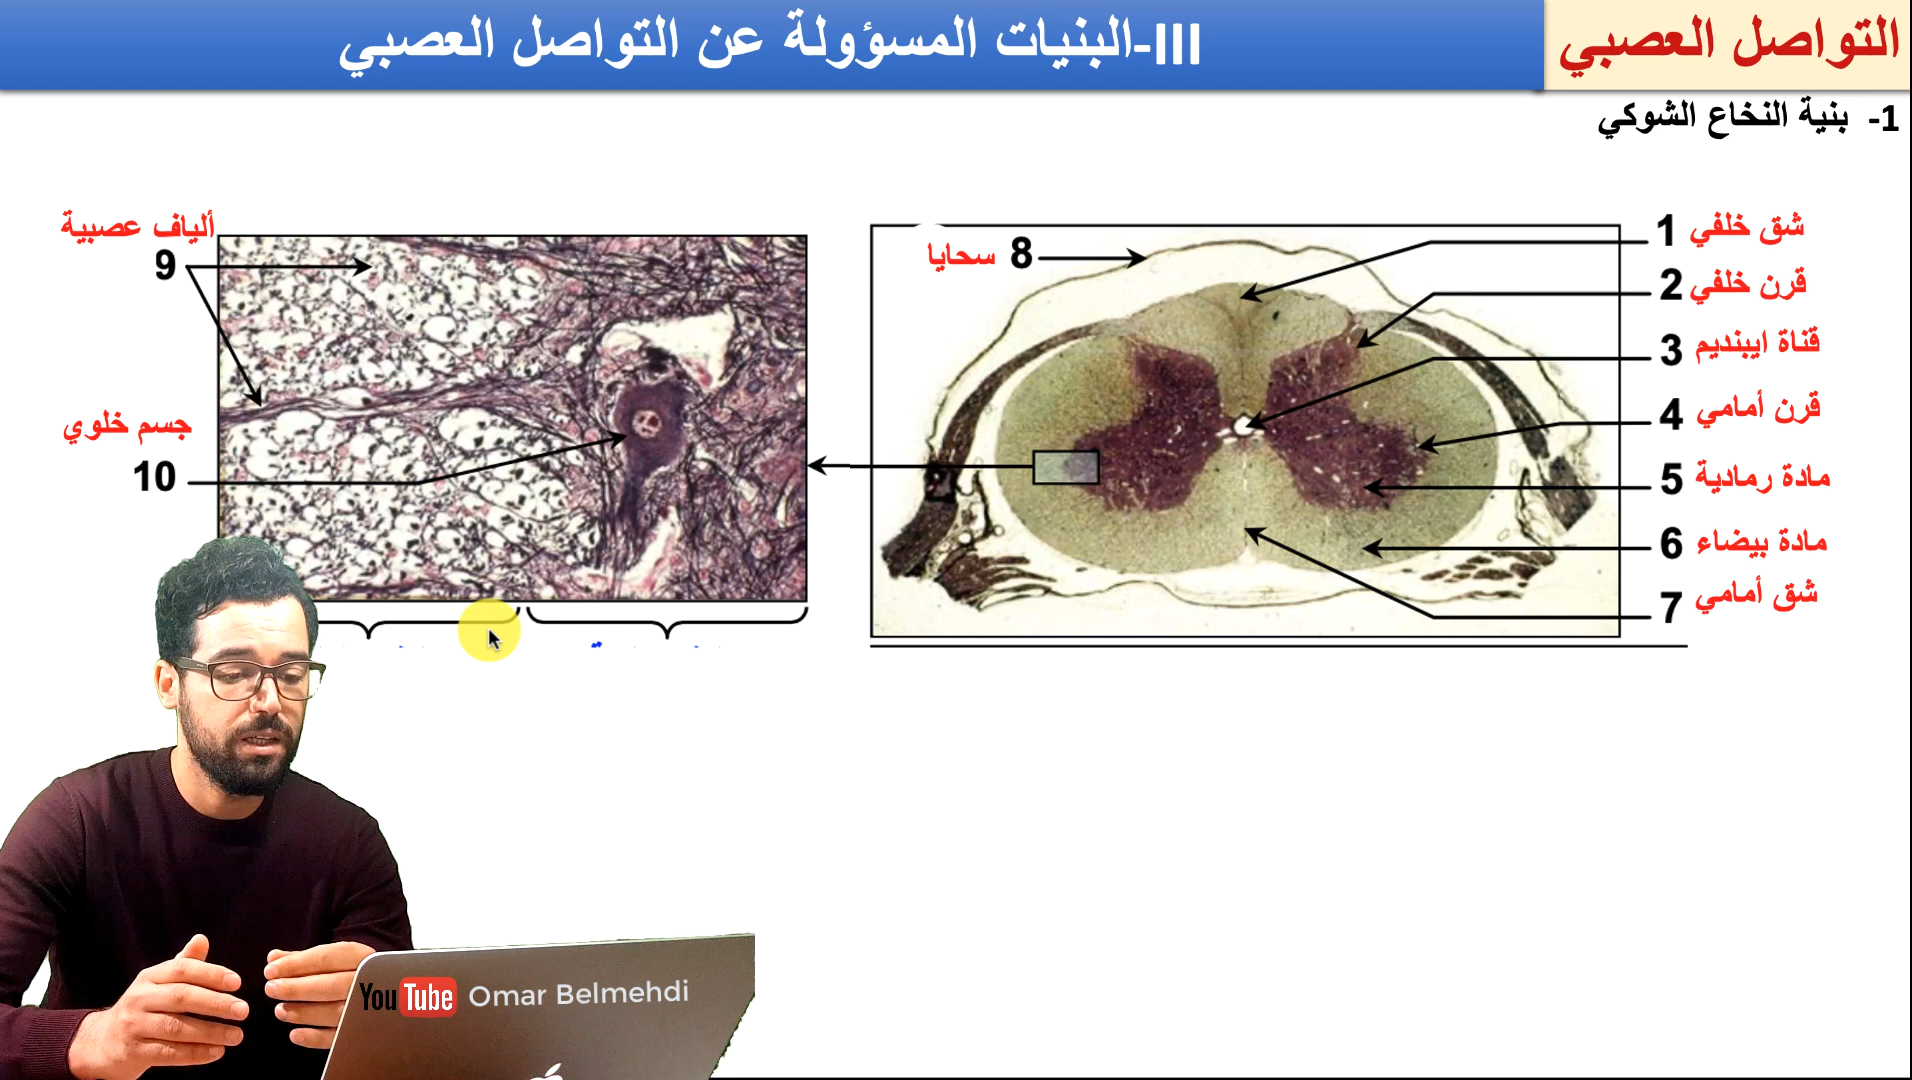 التواصل العصبي
III-البنيات المسؤولة عن التواصل العصبي
1- بنية النخاع الشوكي
1 شق خلفي
2 قرن خلفي
3 قناة ايبنديم
4 قرن أمامي
5 مادة رمادية
6 مادة بيضاء
7 شق أمامي
8 سحايا
ألياف عصبية
9
جسم خلوي
10
YouTube Omar Belmehdi